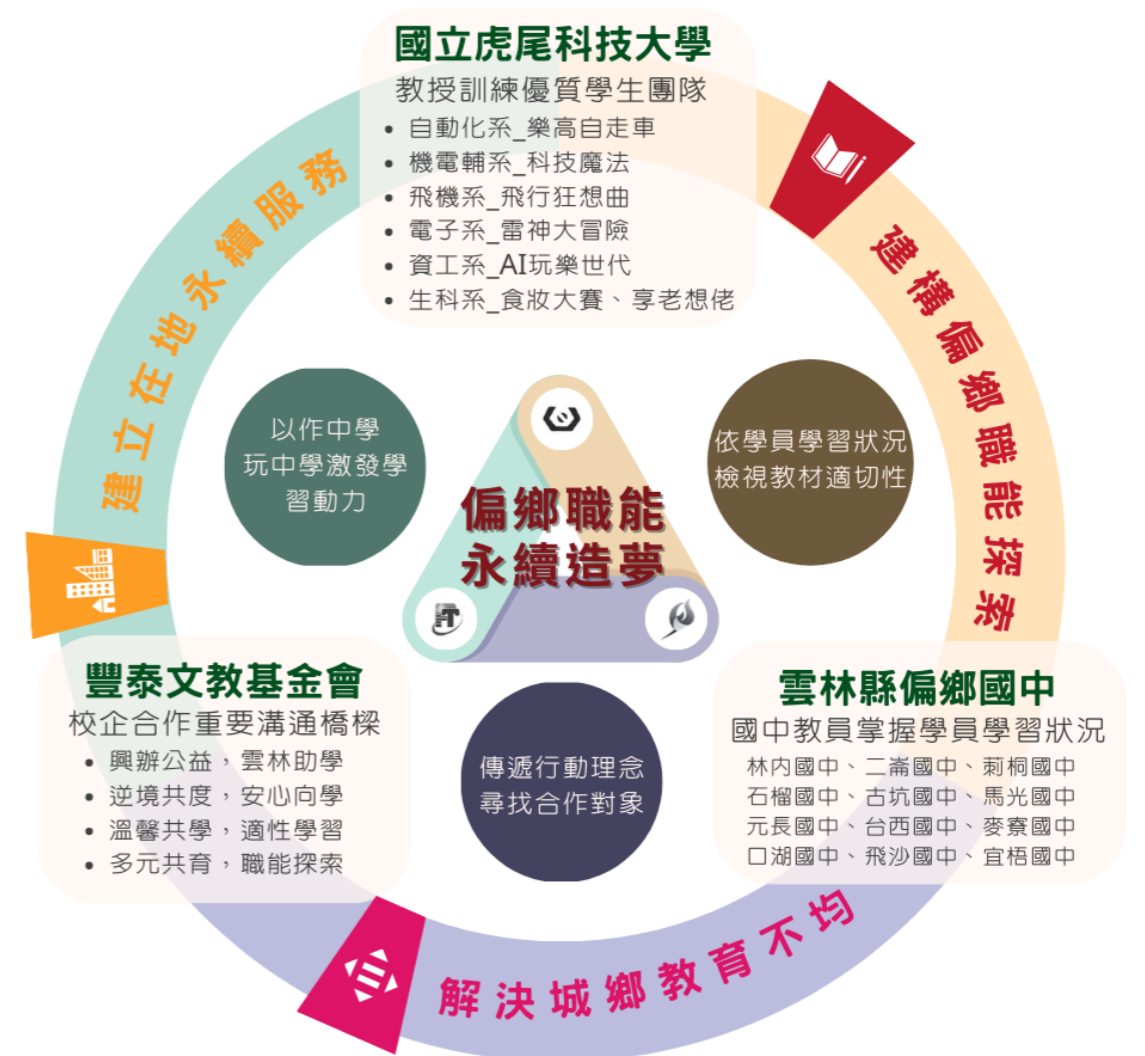 國立虎尾科技大學
教授訓練優質學生團隊
• 自動化系_樂高自走車
• 機電輔系_科技魔法
• 飛機系_飛行狂想曲
• 電子系_雷神大冒險
• 資工系_AI玩樂世代
• 生科系_食妝大賽、享老想佬
建立在地永續服務
建構偏鄉職能探索
以作中學
玩中學激發學
習動力
依學員學習狀況
檢視教材適切性
偏鄉職能
永續造夢
豐泰文教基金會
校企合作重要溝通橋樑
• 興辦公益，雲林助學
• 逆境共度，安心向學
• 溫馨共學，適性學習
• 多元共育，職能探索
傳遞行動理念
尋找合作對象
雲林縣偏鄉國中
國中教員掌握學員學習狀況
林内國中、二崙國中、莿桐國中
石榴國中、古坑國中、馬光國中
元長國中、台西國中、麥寮國中
口湖國中、飛沙國中、宜梧國中
解決城鄉教育不均